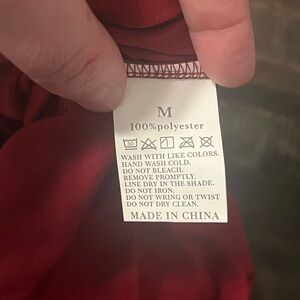 M
100%polyester
WASH WITH LIKE COLORS.
HAND WASH COLD.
DO NOT BLEACH.
REMOVE PROMPTLY.
LINE DRY IN THE SHADE.
DO NOT IRON.
DO NOT WRING OR TWIST
DO NOT DRY CLEAN.
MADE IN CHINA